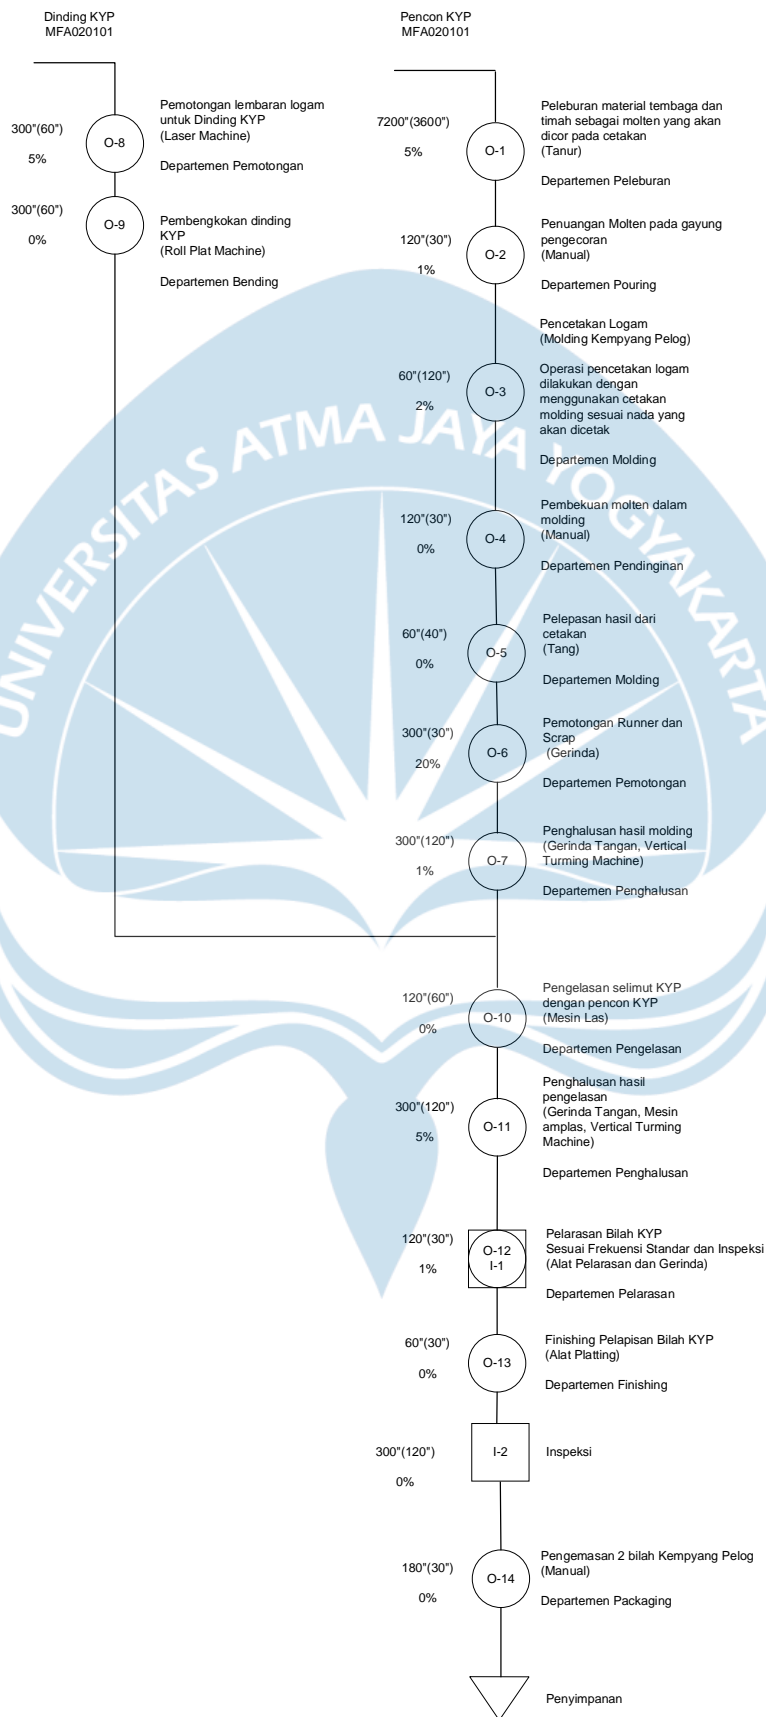 Dinding KYP
MFA020101
300"(60")
5%
O-8
Pemotongan lembaran logam
untuk Dinding KYP
(Laser Machine)
Departemen Pemotongan
300"(60")
0%
O-9
Pembengkokan dinding
KYP
(Roll Plat Machine)
Departemen Bending
Pencon KYP
MFA020101
7200"(3600")
5%
O-1
Peleburan material tembaga dan
timah sebagai molten yang akan
dicor pada cetakan
(Tanur)
Departemen Peleburan
120"(30")
1%
O-2
Penuangan Molten pada gayung
pengecoran
(Manual)
Departemen Pouring
Pencetakan Logam
(Molding Kempyang Pelog)
60"(120")
2%
O-3
Operasi pencetakan logam
dilakukan dengan
menggunakan cetakan
molding sesuai nada yang
akan dicetak
Departemen Molding
120"(30")
0%
O-4
Pembekuan molten dalam
molding
(Manual)
Departemen Pendinginan
60"(40")
0%
O-5
Pelepasan hasil dari
cetakan
(Tang)
Departemen Molding
300"(30")
20%
O-6
Pemotongan Runner dan
Scrap
(Gerinda)
Departemen Pemotongan
300"(120")
1%
O-7
Penghalusan hasil molding
(Gerinda Tangan, Vertical
Turming Machine)
Departemen Penghalusan
120"(60")
0%
O-10
Pengelasan selimut KYP
dengan pencon KYP
(Mesin Las)
Departemen Pengelasan
300"(120")
5%
O-11
Penghalusan hasil
pengelasan
(Gerinda Tangan, Mesin
amplas, Vertical Turming
Machine)
Departemen Penghalusan
120"(30")
1%
O-12
I-1
Pelarasan Bilah KYP
Sesuai Frekuensi Standar dan Inspeksi
(Alat Pelarasan dan Gerinda)
Departemen Pelarasan
60"(30")
0%
O-13
Finishing Pelapisan Bilah KYP
(Alat Platting)
Departemen Finishing
300"(120")
0%
I-2
Inspeksi
180"(30")
0%
O-14
Pengemasan 2 bilah Kempyang Pelog
(Manual)
Departemen Packaging
Penyimpanan
UNIVERSITAS ATMA JAYA YOGYAKARTA